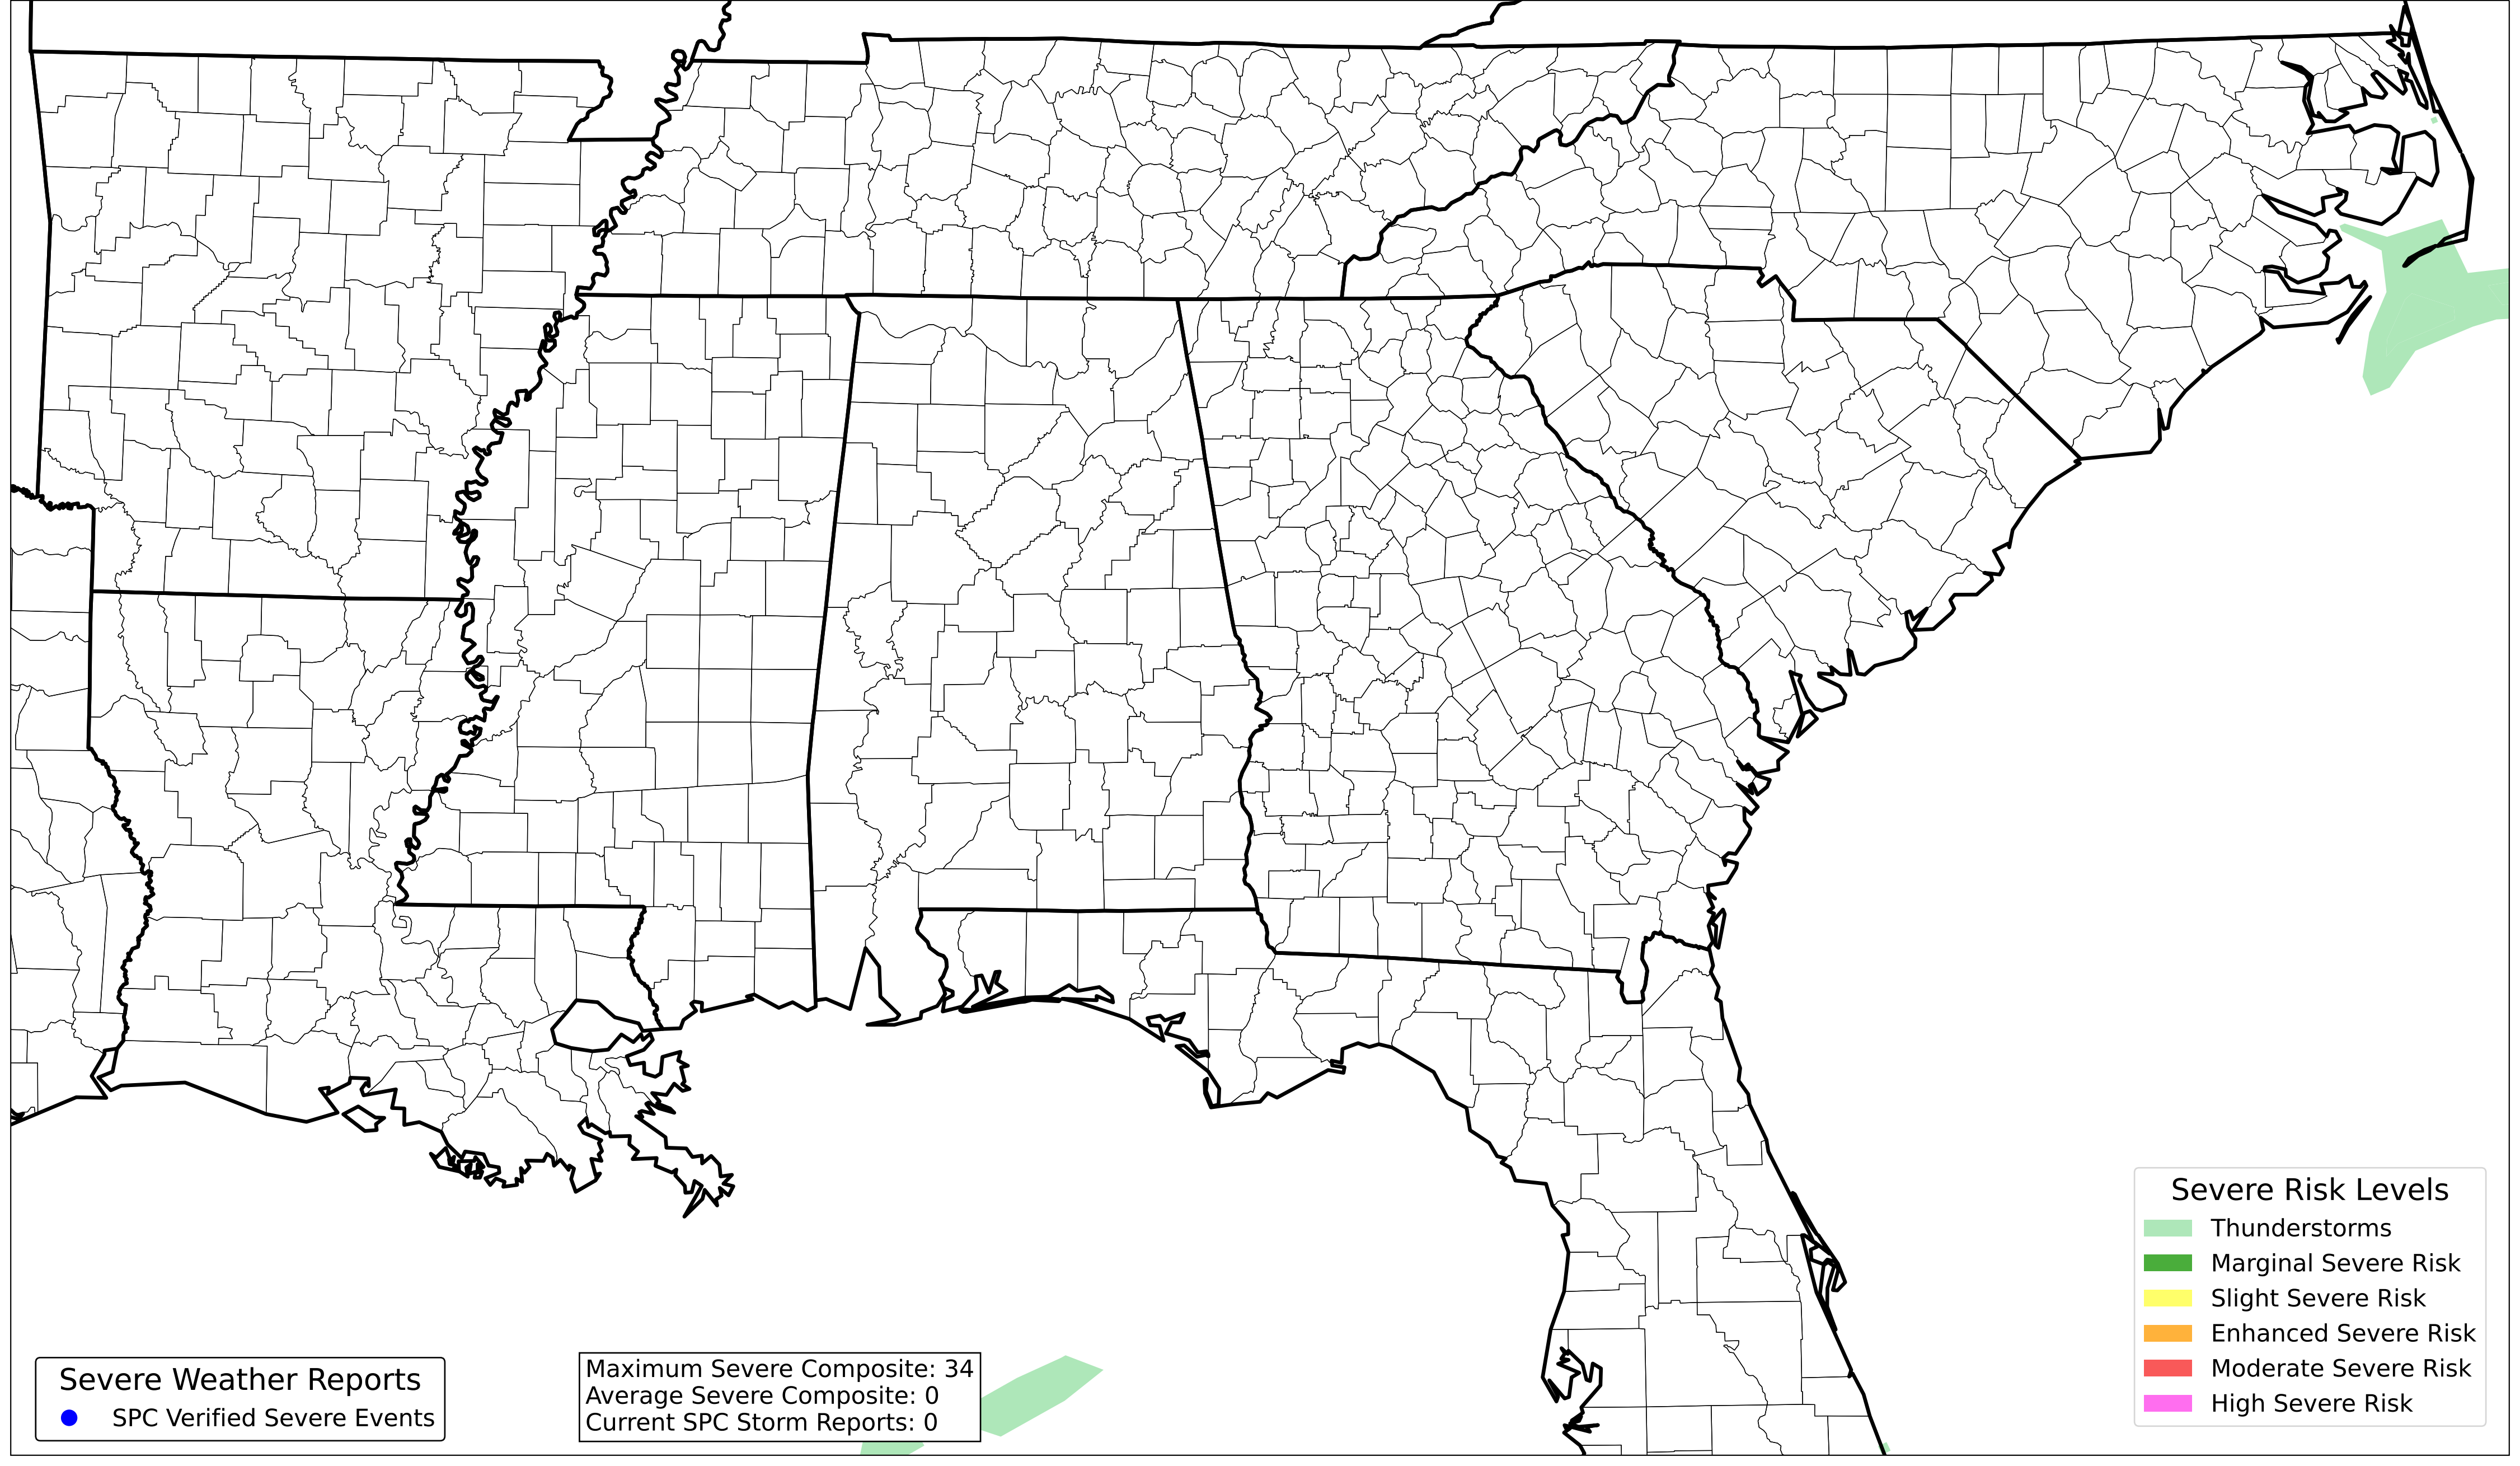 Severe Risk Levels
Thunderstorms
Marginal Severe Risk
Slight Severe Risk
Enhanced Severe Risk
Moderate Severe Risk
High Severe Risk
Severe Weather Reports
SPC Verified Severe Events
Maximum Severe Composite: 34
Average Severe Composite: 0
Current SPC Storm Reports: 0